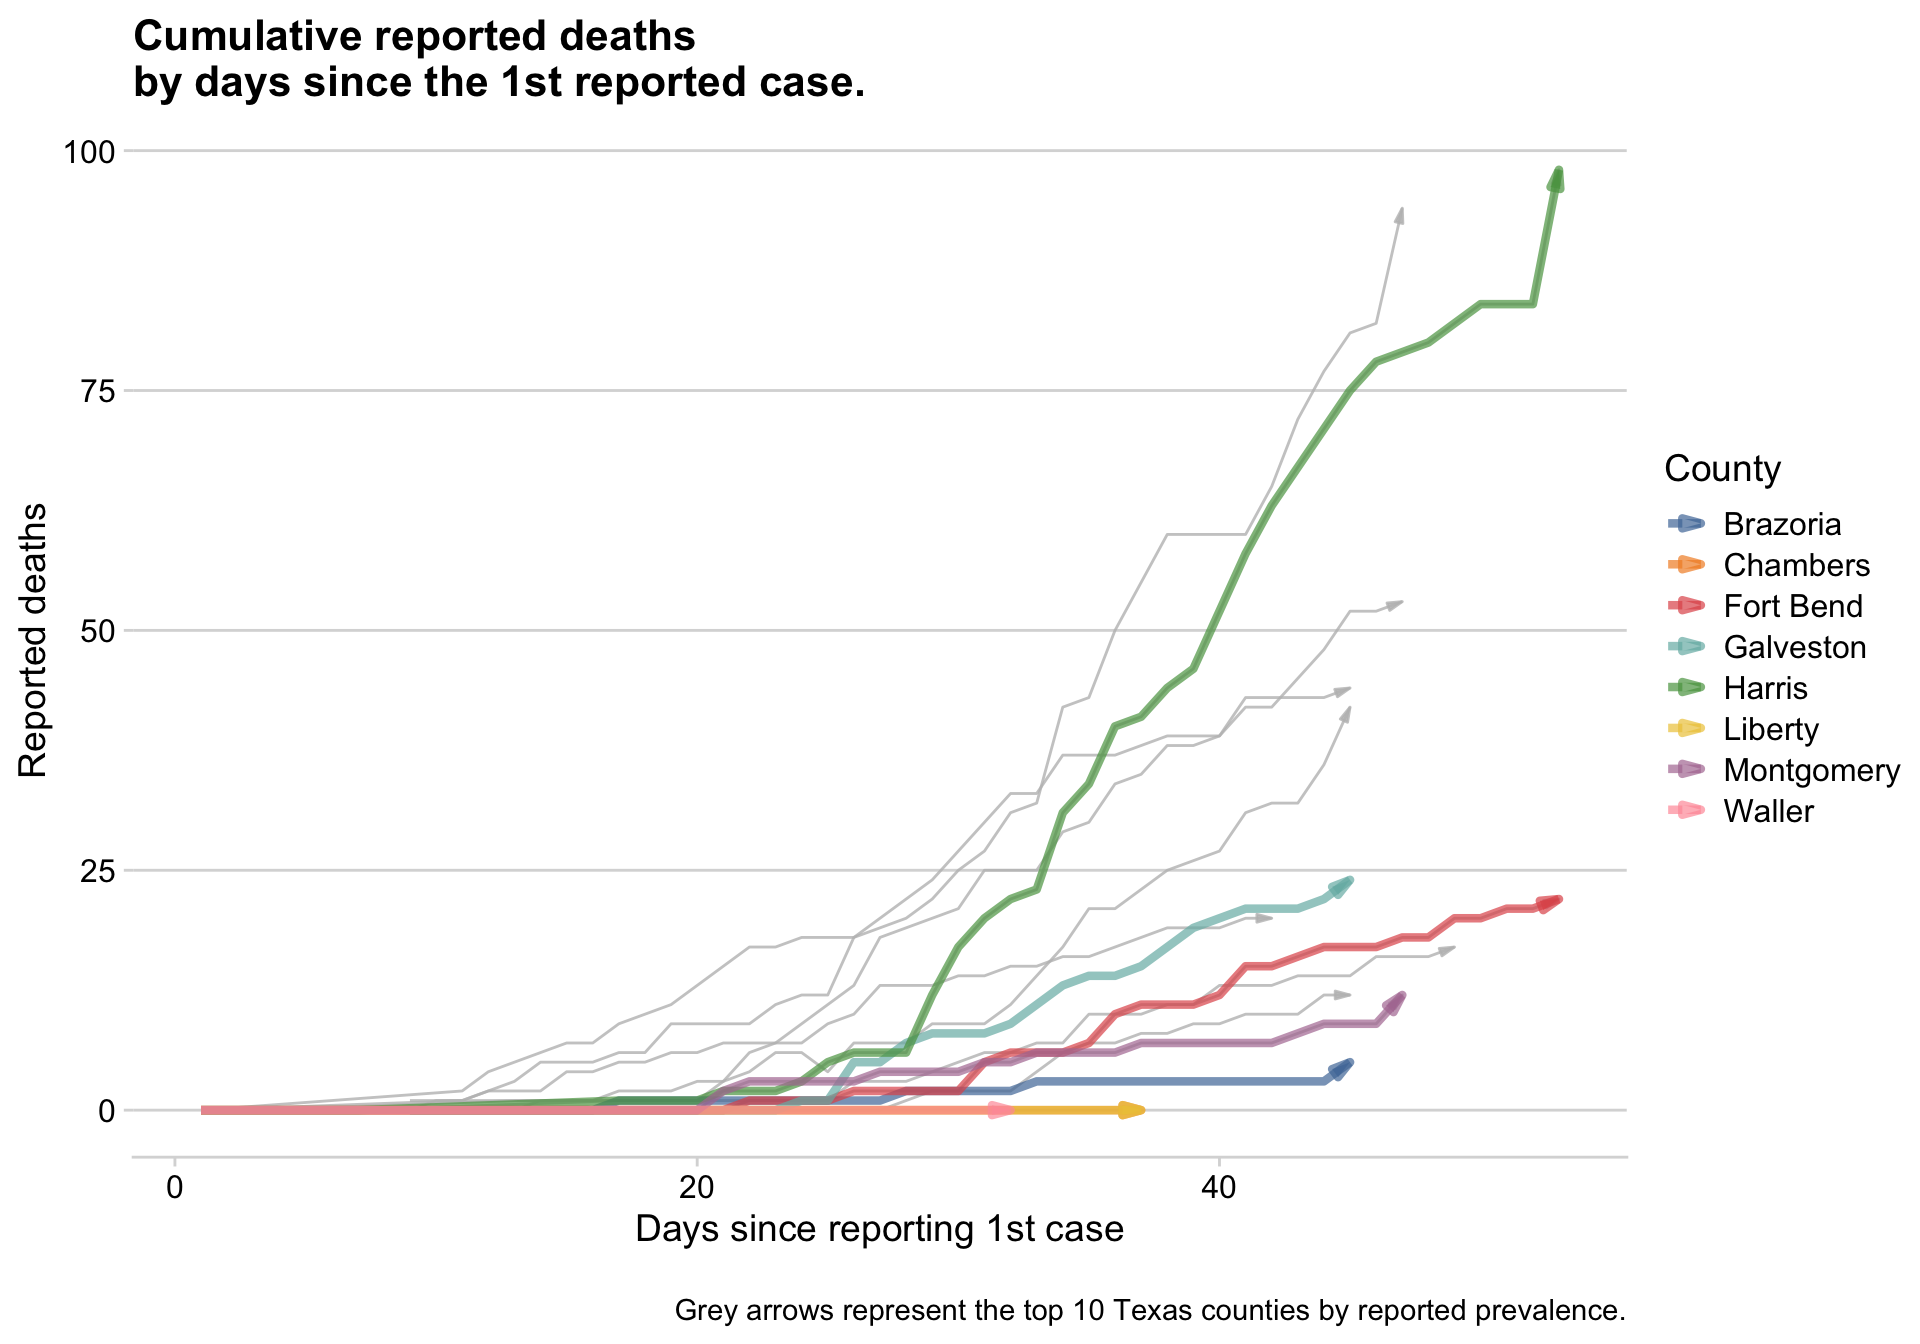 Cumulative reported deaths
by days since the 1st reported case.
100
75
50
25
0
Reported deaths
0
20
40
Days since reporting 1st case
County
Brazoria
Chambers
Fort Bend
Galveston
Harris
Liberty
Montgomery
Waller
Grey arrows represent the top 10 Texas counties by reported prevalence.